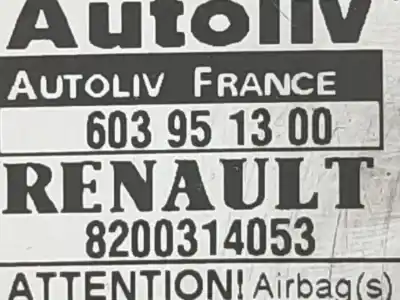 Autoliv
AUTOLIV FRANCE
603 95 13 00
RENAULT
8200314053
ATTENTION! Airbag(s)